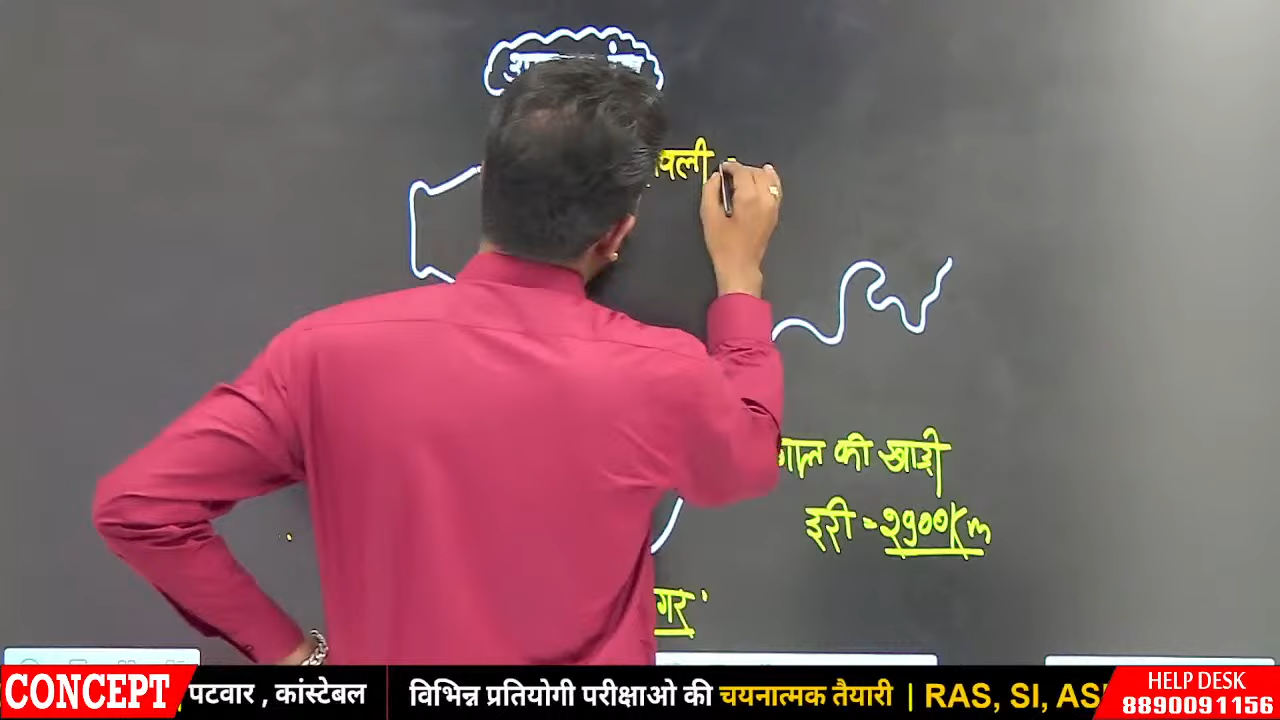 वली
की खाड़ी
दूरी = 2900Km
गर '
CONCEPT
पटवार , कांस्टेबल | विभिन्न प्रतियोगी परीक्षाओ की चयनात्मक तैयारी | RAS, SI, AS
HELP DESK
8890091156